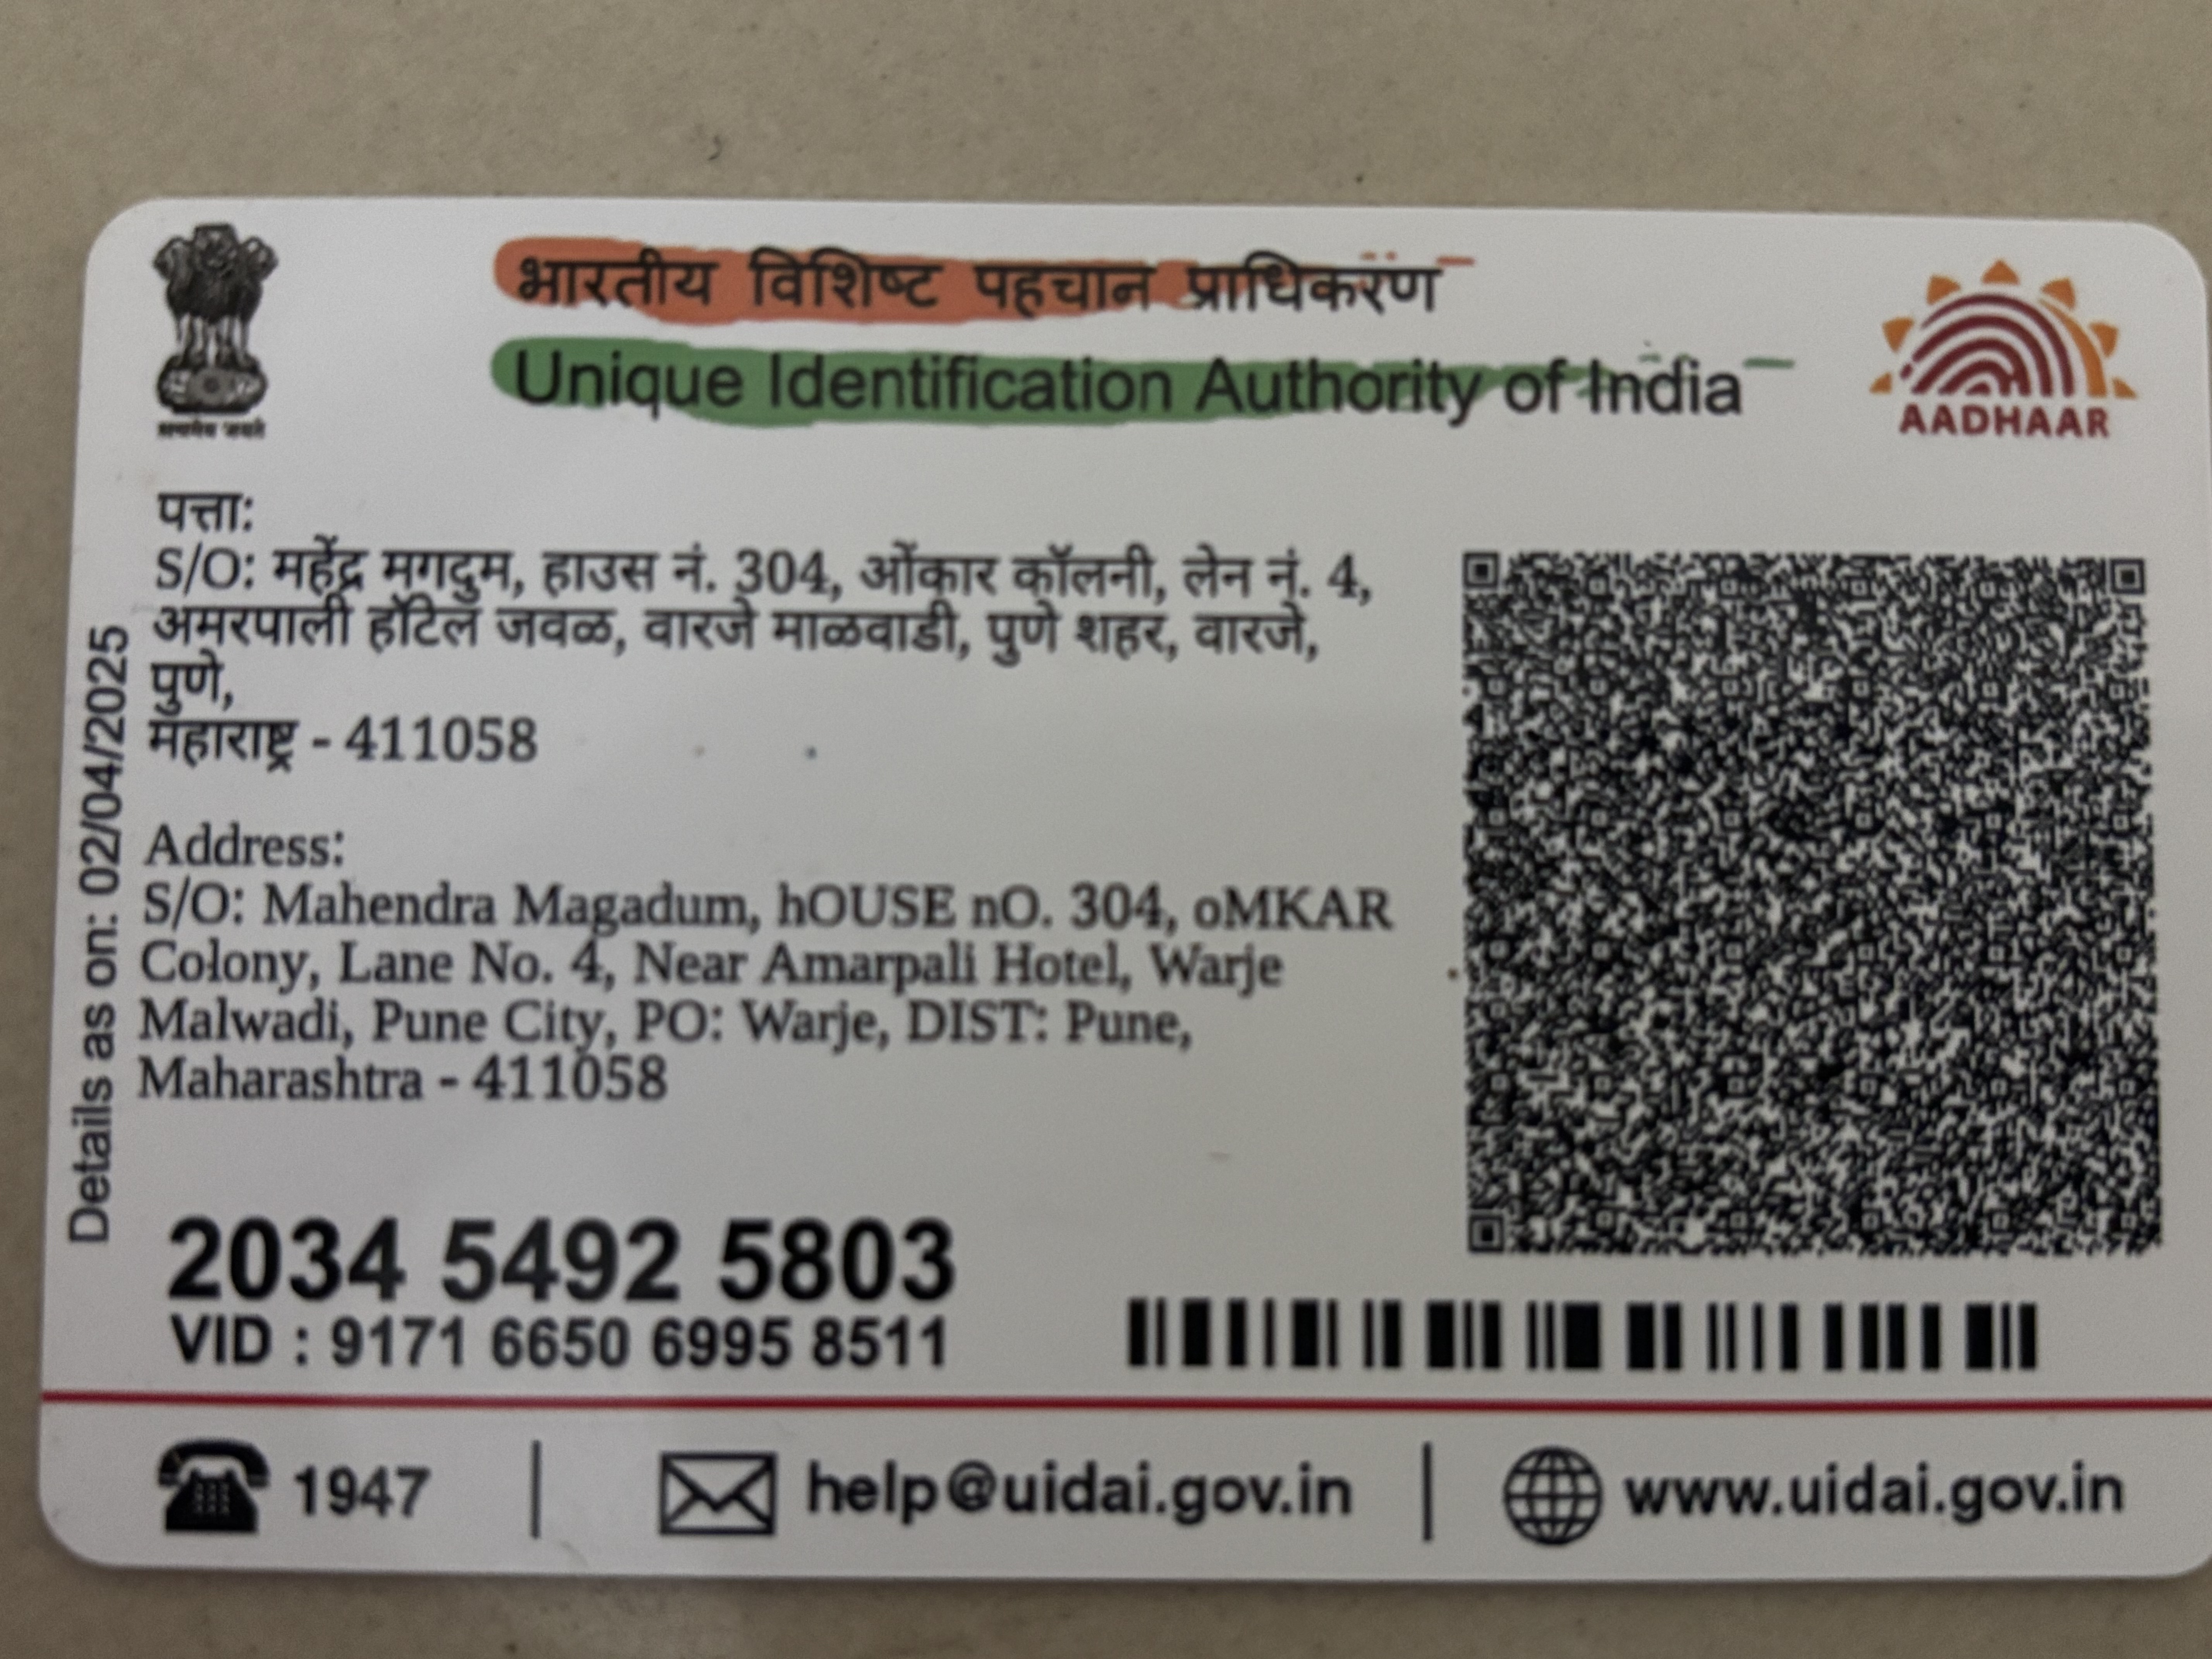 भारतीय विशिष्ट पहचान प्राधिकरण
Unique Identification Authority of India
सत्यमेव जयते
AADHAAR
पत्ता:
S/O: महेंद्र मगदुम, हाउस नं. 304, ओंकार कॉलनी, लेन नं. 4,
अमरपाली हॉटेल जवळ, वारजे माळवाडी, पुणे शहर, वारजे,
पुणे,
महाराष्ट्र - 411058
Details as on: 02/04/2025
Address:
S/O: Mahendra Magadum, hOUSE nO. 304, oMKAR
Colony, Lane No. 4, Near Amarpali Hotel, Warje
Malwadi, Pune City, PO: Warje, DIST: Pune,
Maharashtra - 411058
2034 5492 5803
VID : 9171 6650 6995 8511
1947 | help@uidai.gov.in | www.uidai.gov.in